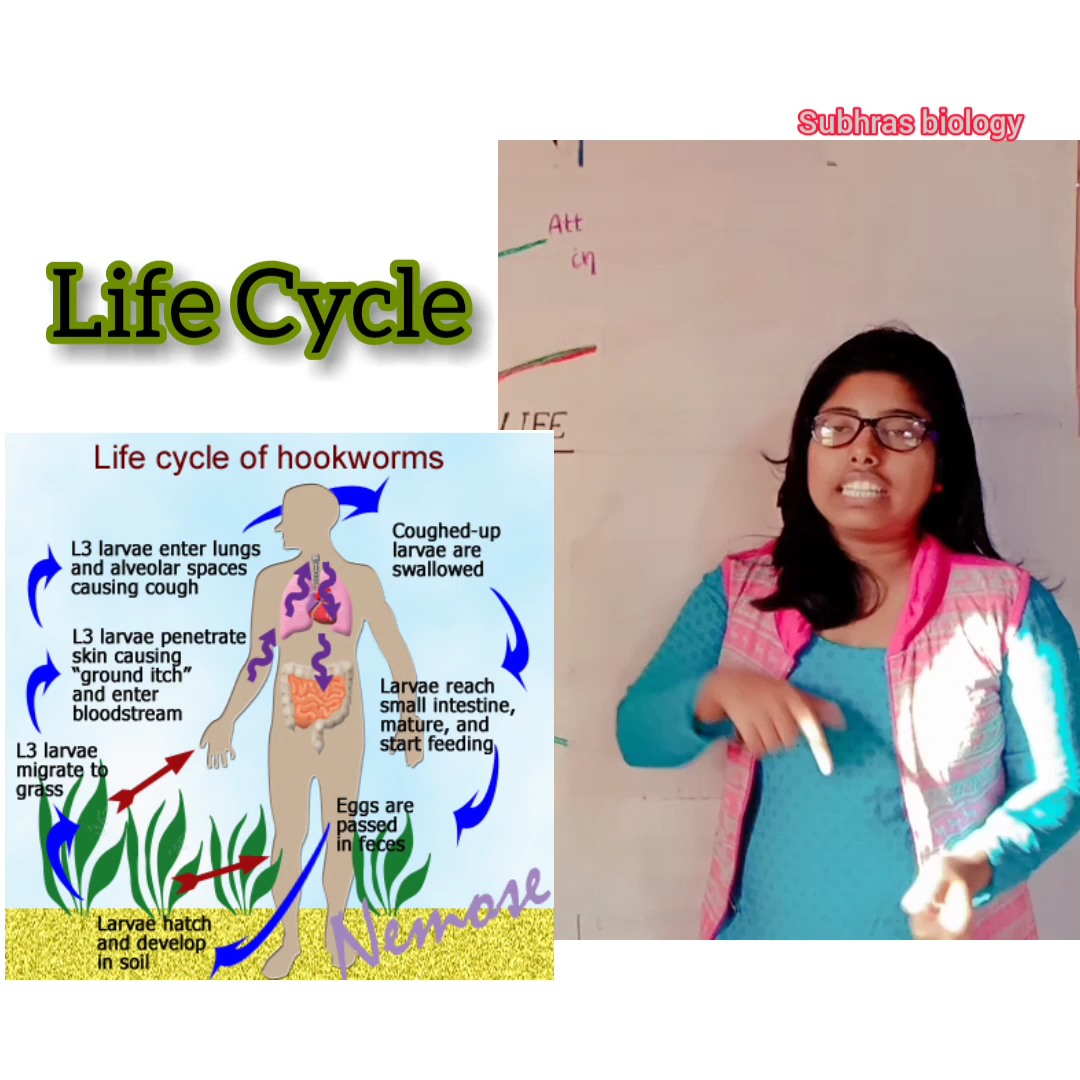 Subhras biology
Att
in
Life Cycle
LIFE
Life cycle of hookworms
L3 larvae enter lungs
and alveolar spaces
causing cough
Coughed-up
larvae are
swallowed
L3 larvae penetrate
skin causing
“ground itch”
and enter
bloodstream
Larvae reach
small intestine,
mature, and
start feeding
L3 larvae
migrate to
grass
Eggs are
passed
in feces
Larvae hatch
and develop
in soil
Nemose